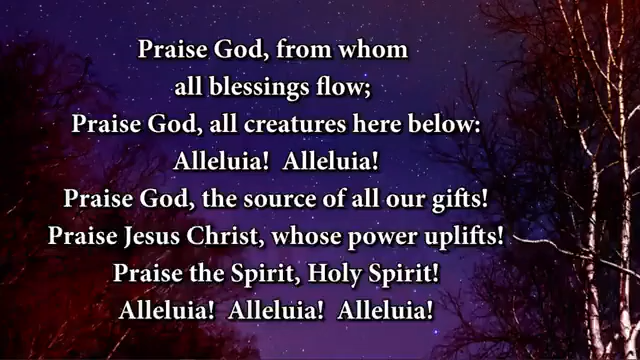 Praise God, from whom
all blessings flow;
Praise God, all creatures here below:
Alleluia!  Alleluia!
Praise God, the source of all our gifts!
Praise Jesus Christ, whose power uplifts!
Praise the Spirit, Holy Spirit!
Alleluia!  Alleluia!  Alleluia!